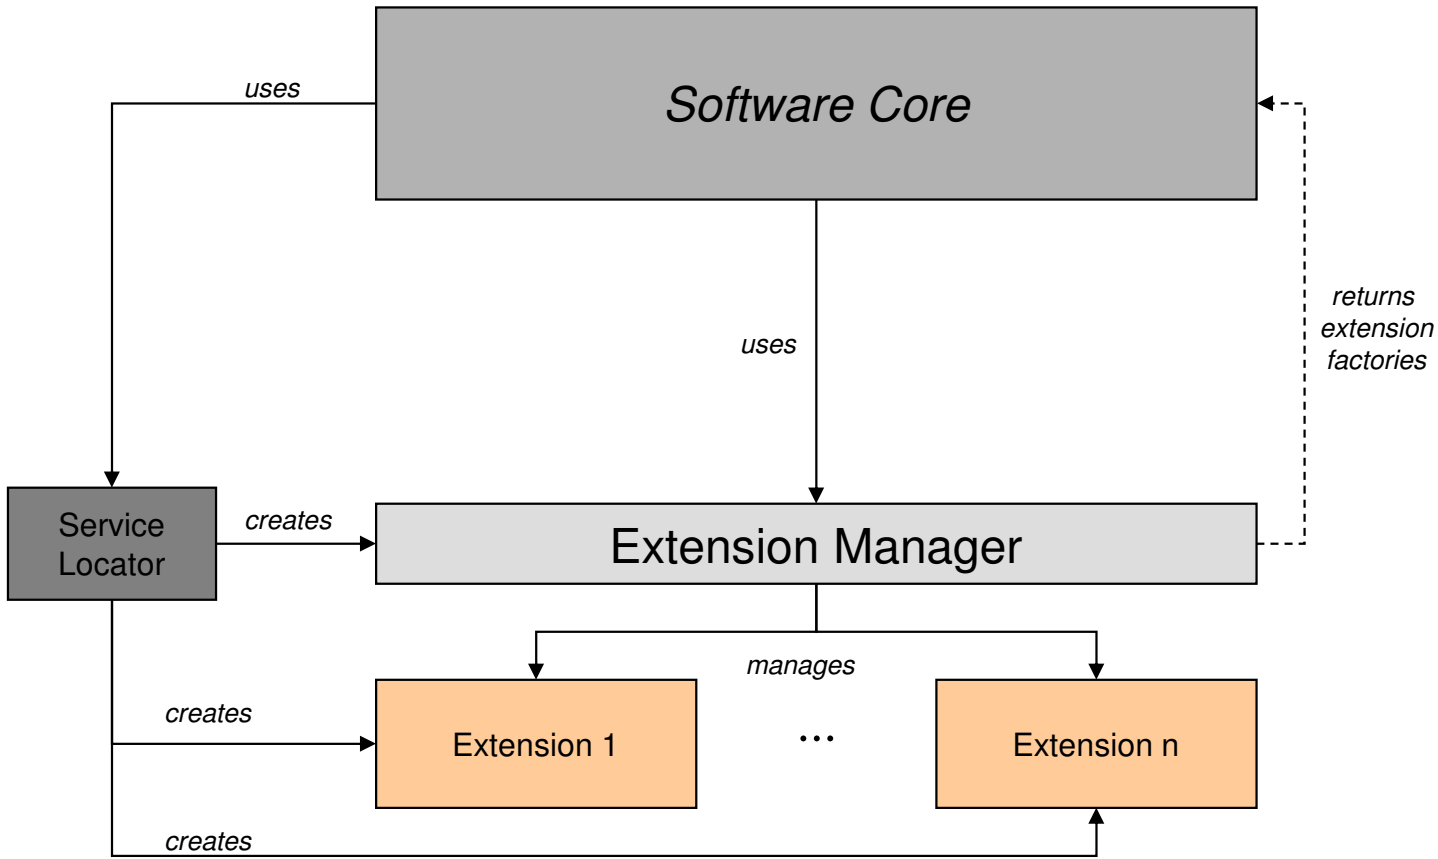 uses
Software Core
returns
extension
factories
uses
Service
Locator
creates
Extension Manager
manages
creates
Extension 1
...
Extension n
creates